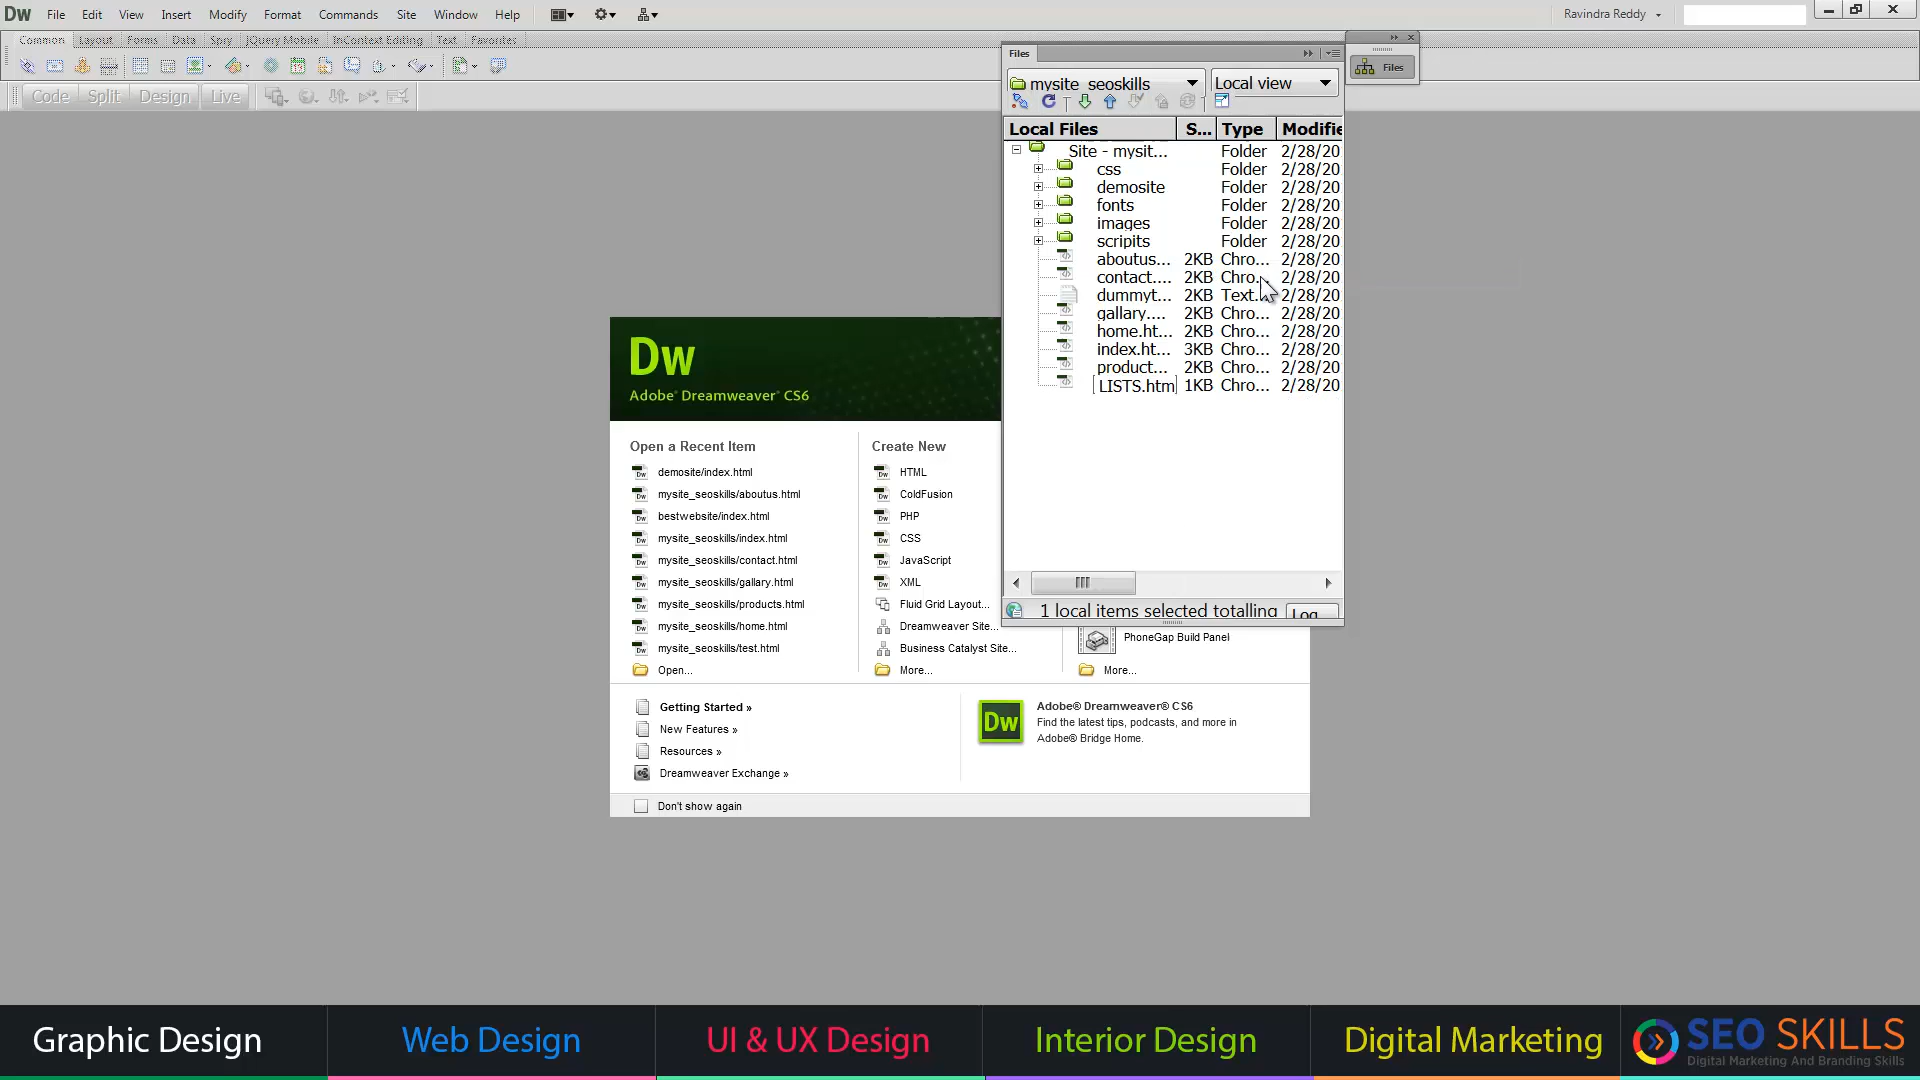 Dw File Edit View Insert Modify Format Commands Site Window Help Ravindra Reddy
Common Layout Forms Data Spry jQuery Mobile InContext Editing Text Favorites
Code Split Design Live
Files
Files
mysite_seoskills Local view
Local Files S... Type Modifie
Site - mysit... Folder 2/28/20
css Folder 2/28/20
demosite Folder 2/28/20
fonts Folder 2/28/20
images Folder 2/28/20
scripits Folder 2/28/20
aboutus... 2KB Chro... 2/28/20
contact.... 2KB Chro... 2/28/20
dummyt... 2KB Text... 2/28/20
gallary.... 2KB Chro... 2/28/20
home.ht... 2KB Chro... 2/28/20
index.ht... 3KB Chro... 2/28/20
product... 2KB Chro... 2/28/20
LISTS.htm 1KB Chro... 2/28/20
1 local items selected totalling Log
Dw
Adobe® Dreamweaver® CS6
Open a Recent Item
demosite/index.html
mysite_seoskills/aboutus.html
bestwebsite/index.html
mysite_seoskills/index.html
mysite_seoskills/contact.html
mysite_seoskills/gallary.html
mysite_seoskills/products.html
mysite_seoskills/home.html
mysite_seoskills/test.html
Open...
Create New
HTML
ColdFusion
PHP
CSS
JavaScript
XML
Fluid Grid Layout...
Dreamweaver Site...
Business Catalyst Site...
More...
PhoneGap Build Panel
More...
Getting Started »
New Features »
Resources »
Dreamweaver Exchange »
Dw
Adobe® Dreamweaver® CS6
Find the latest tips, podcasts, and more in
Adobe® Bridge Home.
Don't show again
Graphic Design Web Design UI & UX Design Interior Design Digital Marketing SEO SKILLS
Digital Marketing And Branding Skills